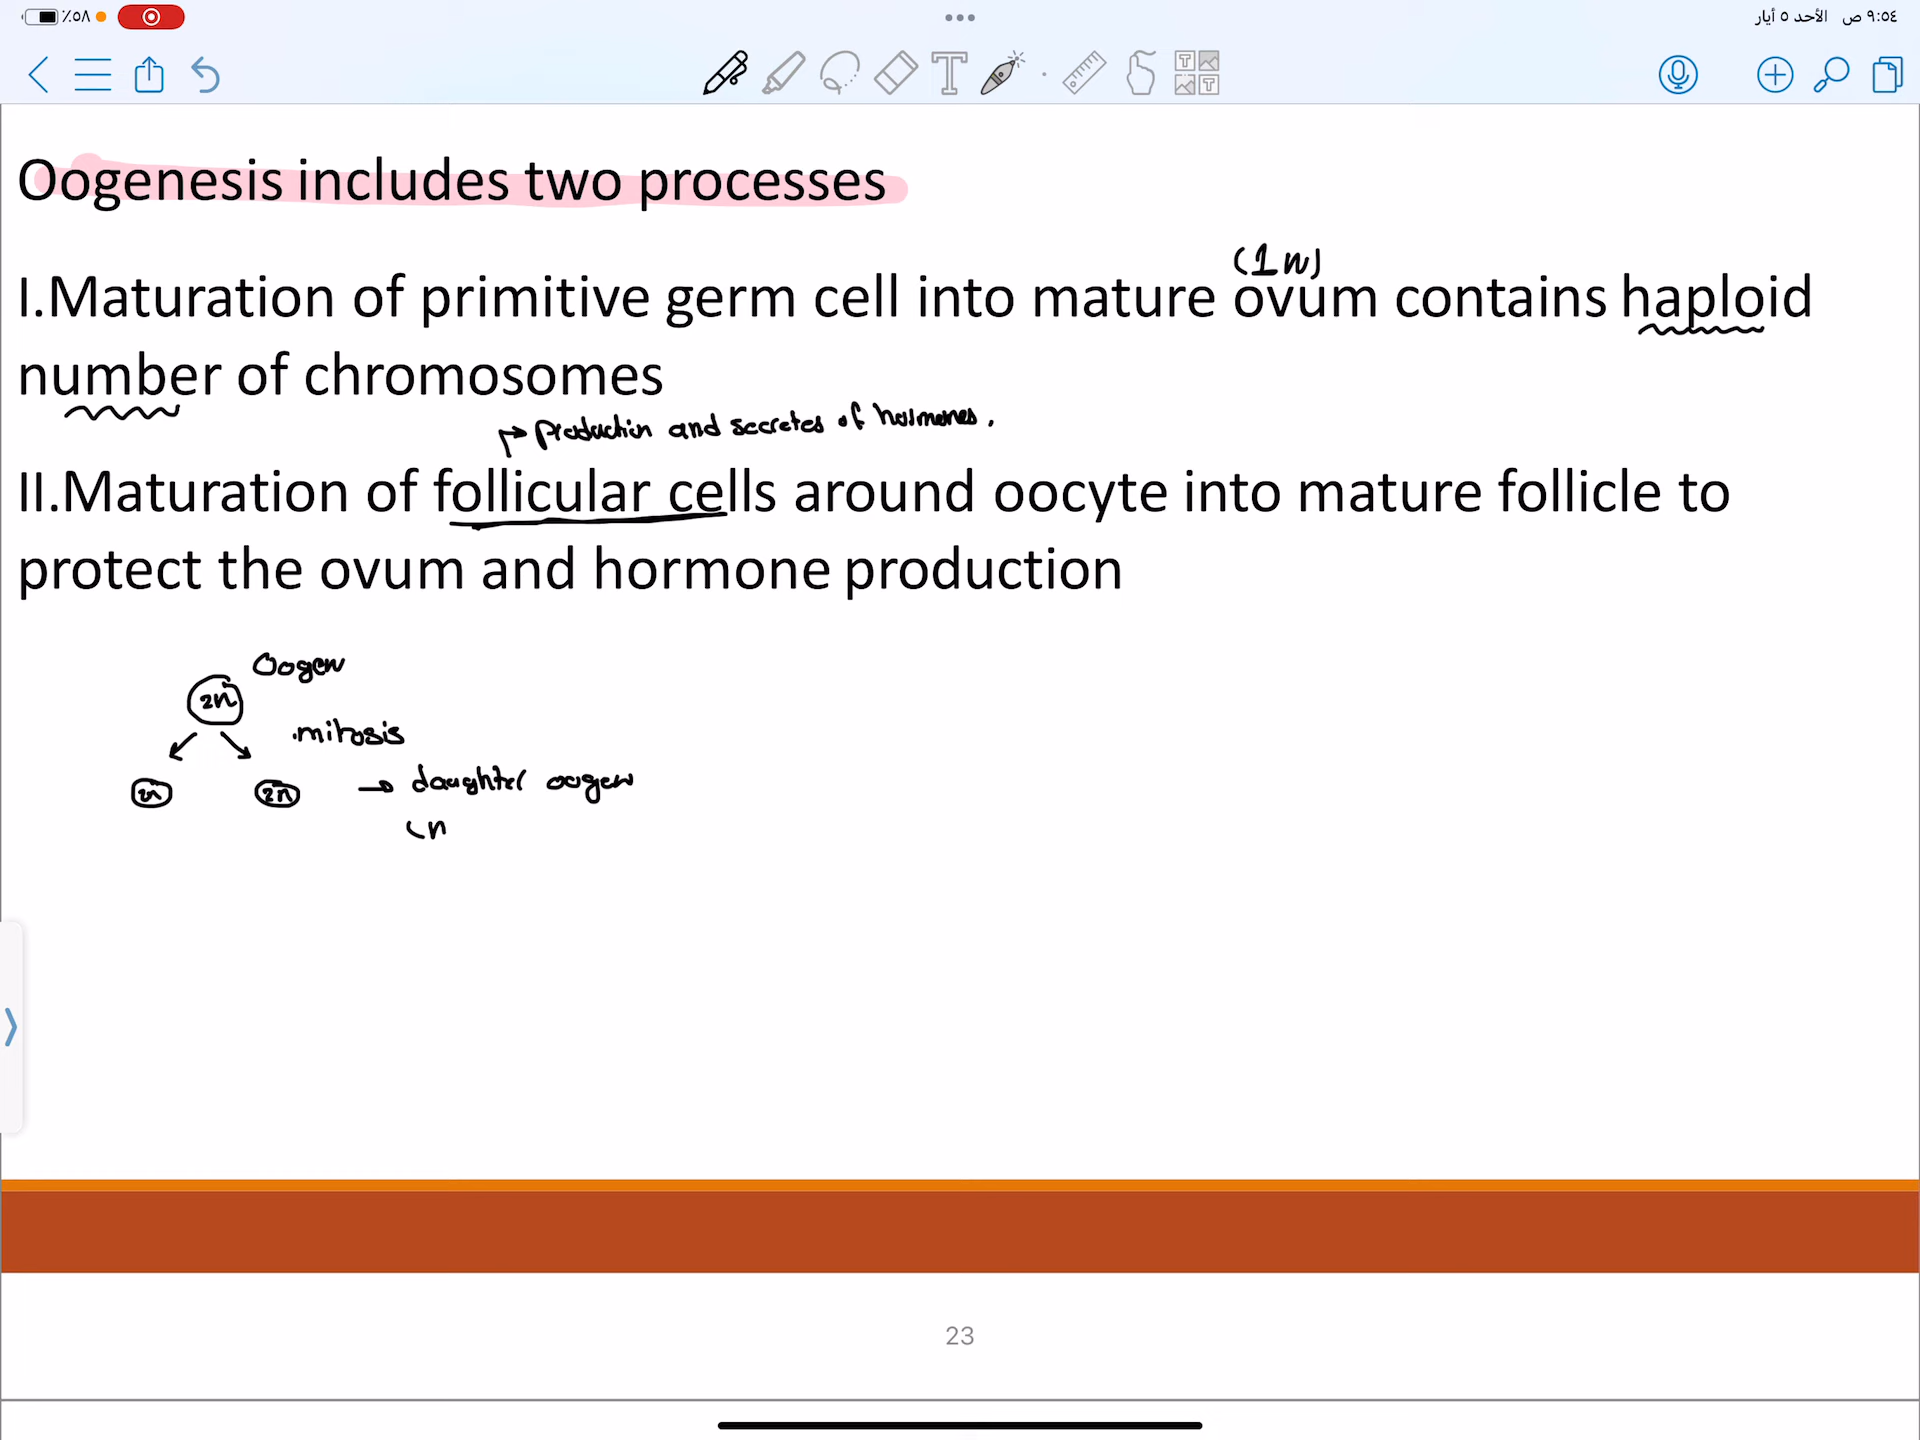 ٪٥٨
٩:٥٤ ص الأحد ٥ أيار
Oogenesis includes two processes
(1n)
I.Maturation of primitive germ cell into mature ovum contains haploid
number of chromosomes
→ production and secretes of hormones.
II.Maturation of follicular cells around oocyte into mature follicle to
protect the ovum and hormone production
Oogen
2n
.mitosis
2n 2n → daughter oogen
(n
23